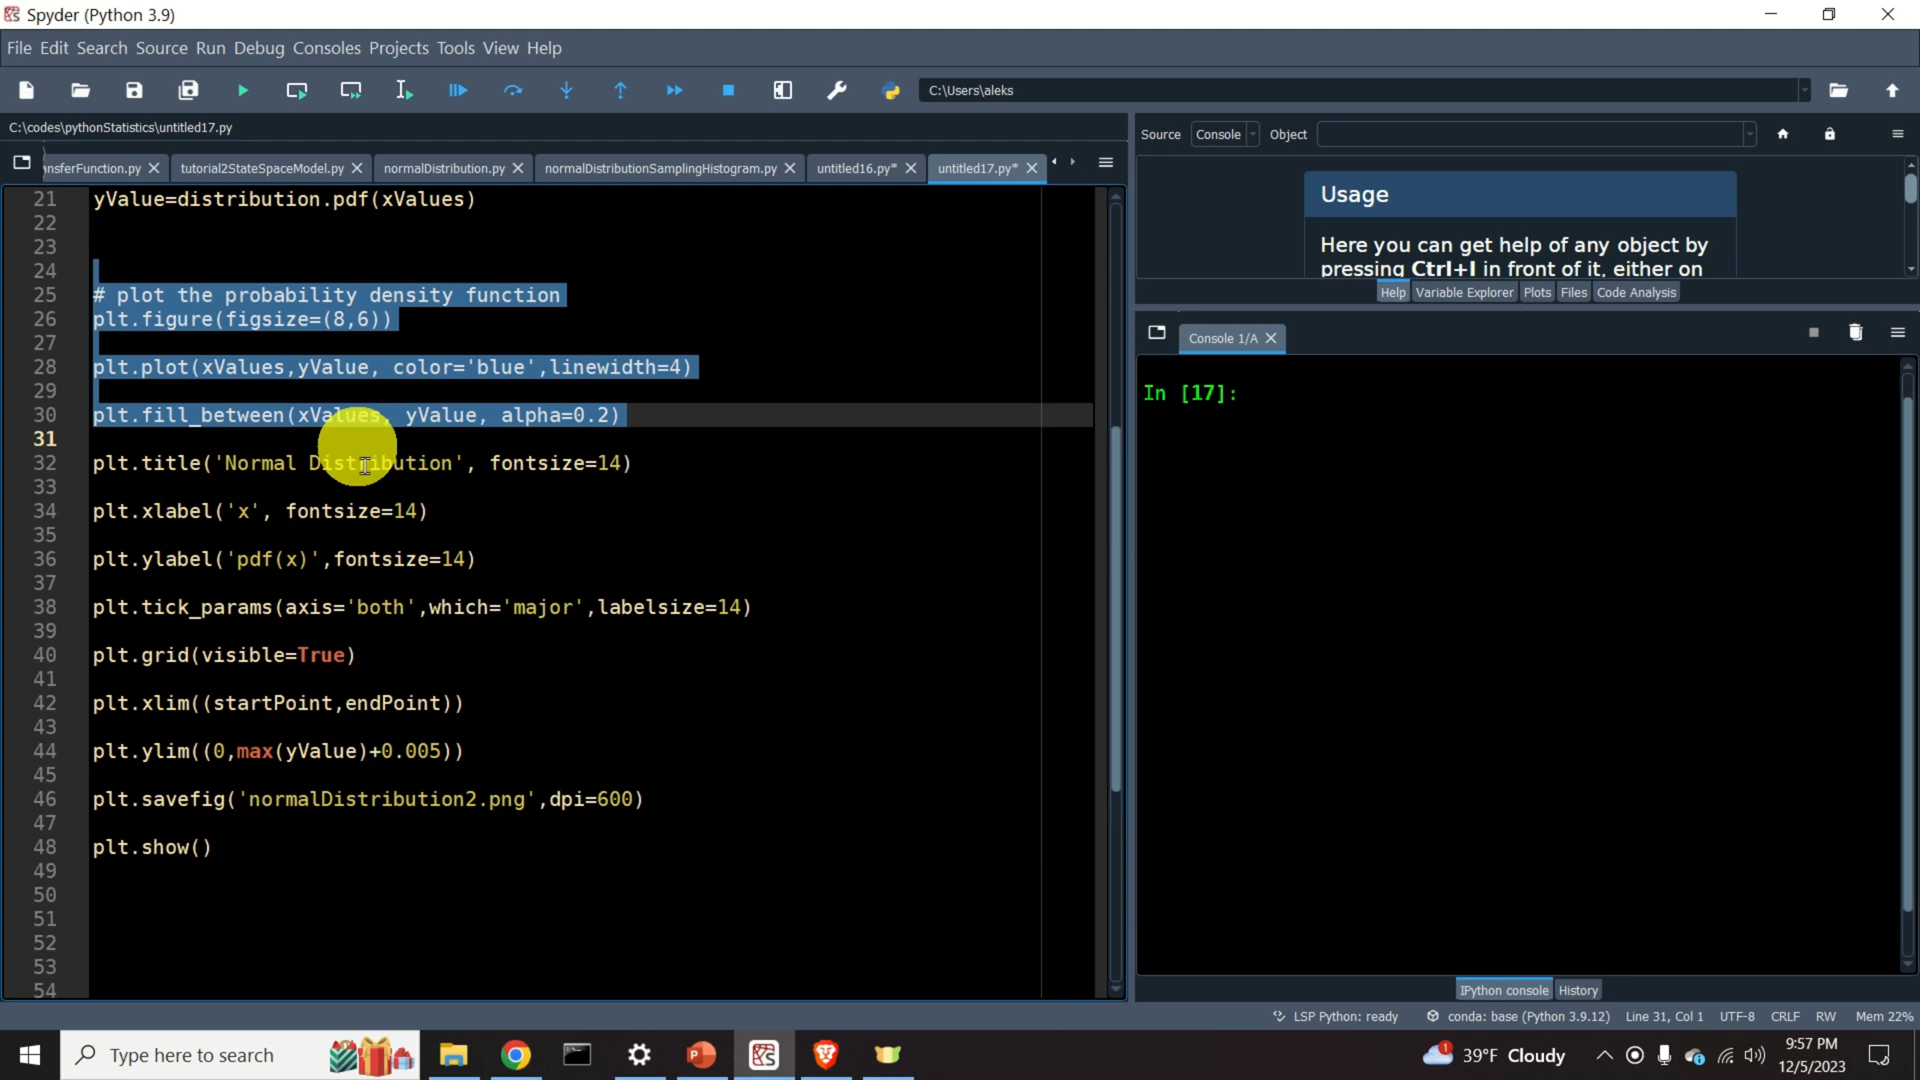 Spyder (Python 3.9)
File Edit Search Source Run Debug Consoles Projects Tools View Help
C:\Users\aleks
C:\codes\pythonStatistics\untitled17.py
Source Console Object
nsferFunction.py tutorial2StateSpaceModel.py normalDistribution.py normalDistributionSamplingHistogram.py untitled16.py* untitled17.py*
Usage
Here you can get help of any object by
pressing Ctrl+I in front of it, either on
Help Variable Explorer Plots Files Code Analysis
Console 1/A
In [17]:
21 yValue=distribution.pdf(xValues)
22
23
24
25 # plot the probability density function
26 plt.figure(figsize=(8,6))
27
28 plt.plot(xValues,yValue, color='blue',linewidth=4)
29
30 plt.fill_between(xValues, yValue, alpha=0.2)
31
32 plt.title('Normal Distribution', fontsize=14)
33
34 plt.xlabel('x', fontsize=14)
35
36 plt.ylabel('pdf(x)',fontsize=14)
37
38 plt.tick_params(axis='both',which='major',labelsize=14)
39
40 plt.grid(visible=True)
41
42 plt.xlim((startPoint,endPoint))
43
44 plt.ylim((0,max(yValue)+0.005))
45
46 plt.savefig('normalDistribution2.png',dpi=600)
47
48 plt.show()
49
50
51
52
53
54
IPython console History
LSP Python: ready conda: base (Python 3.9.12) Line 31, Col 1 UTF-8 CRLF RW Mem 22%
Type here to search
1
39°F Cloudy
9:57 PM
12/5/2023